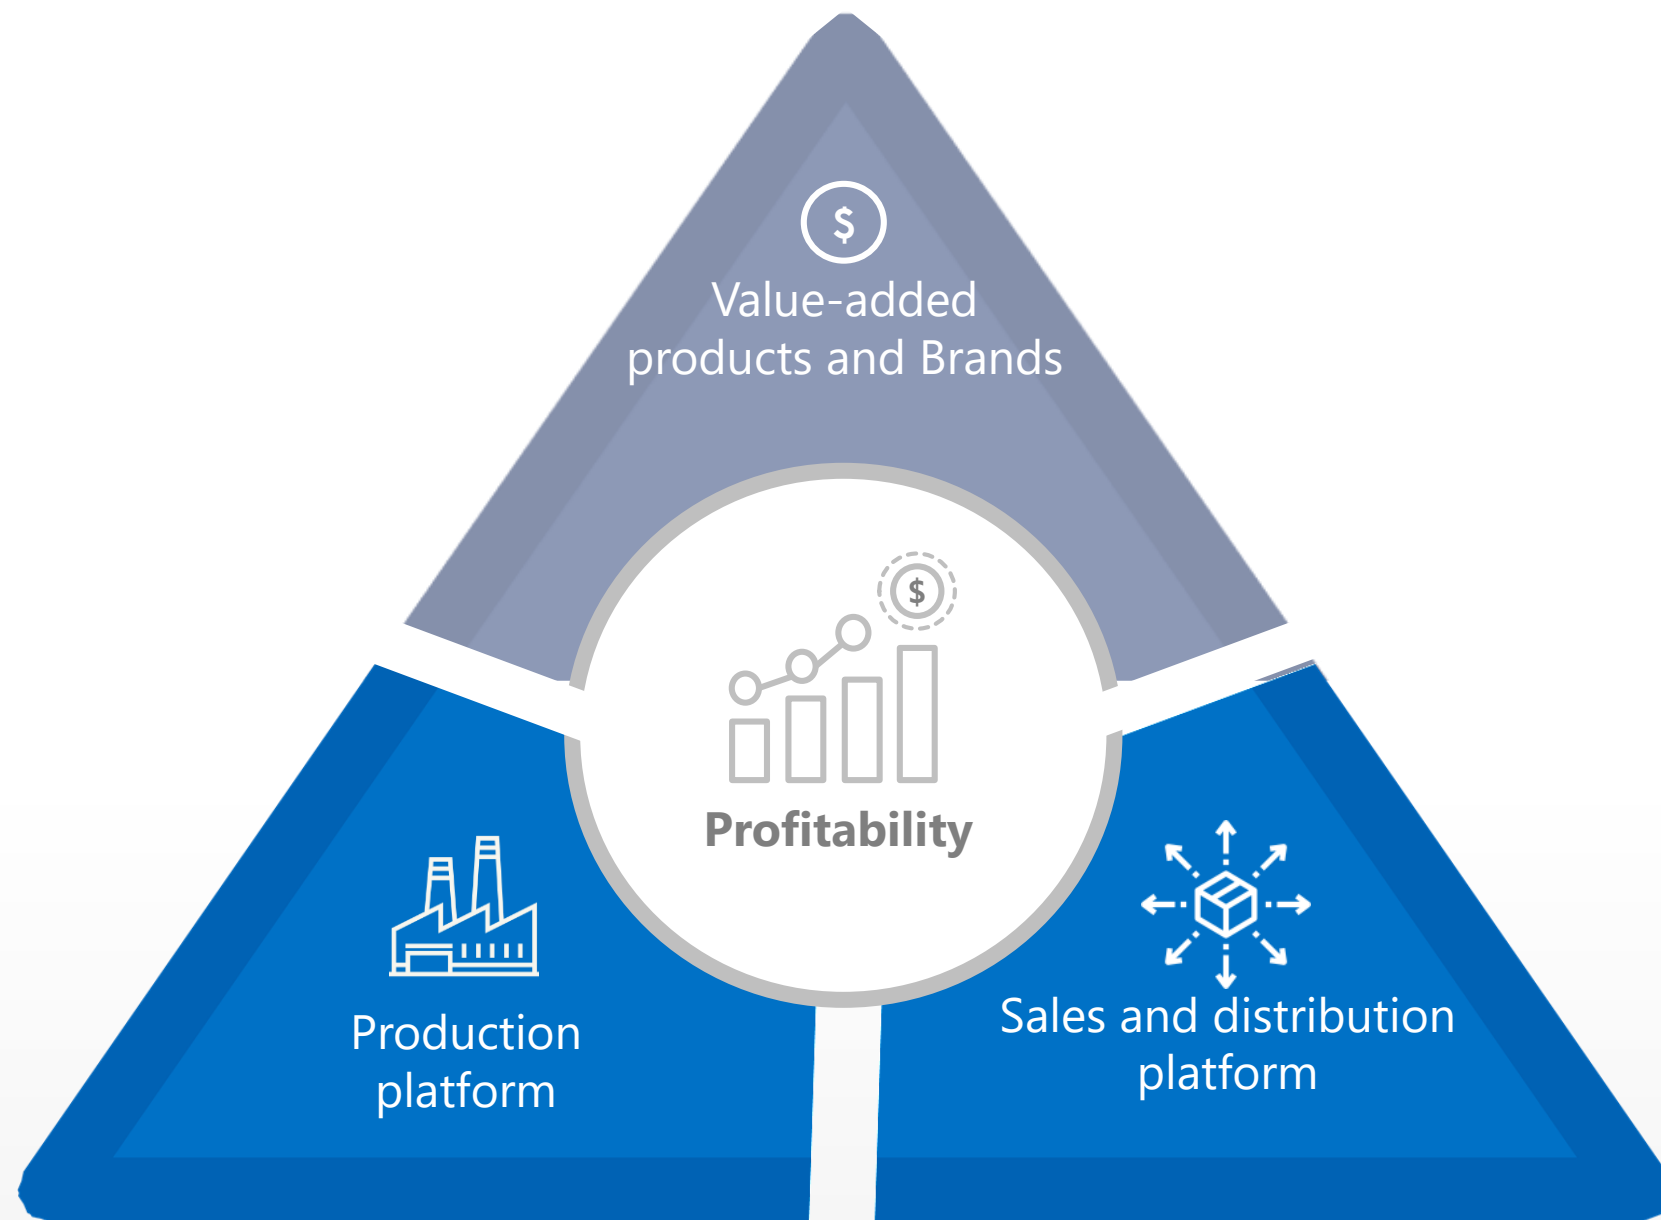 $
Value-added
products and Brands
$
Profitability
Production
platform
Sales and distribution
platform